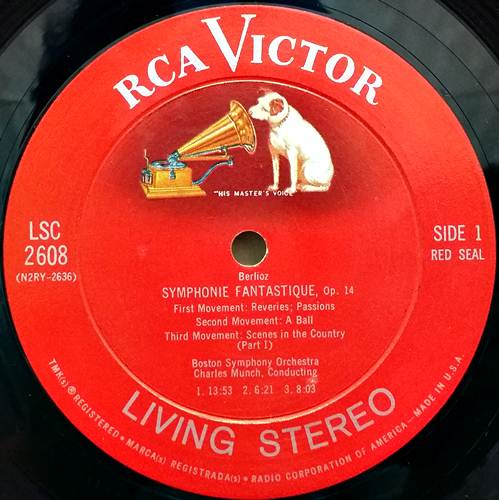 RCA VICTOR
"HIS MASTER'S VOICE"
LSC
2608
(N2RY-2636)
SIDE 1
RED SEAL
Berlioz
SYMPHONIE FANTASTIQUE, Op. 14
First Movement: Reveries; Passions
Second Movement: A Ball
Third Movement: Scenes in the Country
(Part I)
Boston Symphony Orchestra
Charles Munch, Conducting
1. 13:53 2. 6:21 3. 8:03
LIVING STEREO
TMK(s) ® REGISTERED • MARCA(s) REGISTRADA(s) • RADIO CORPORATION OF AMERICA—MADE IN U.S.A.